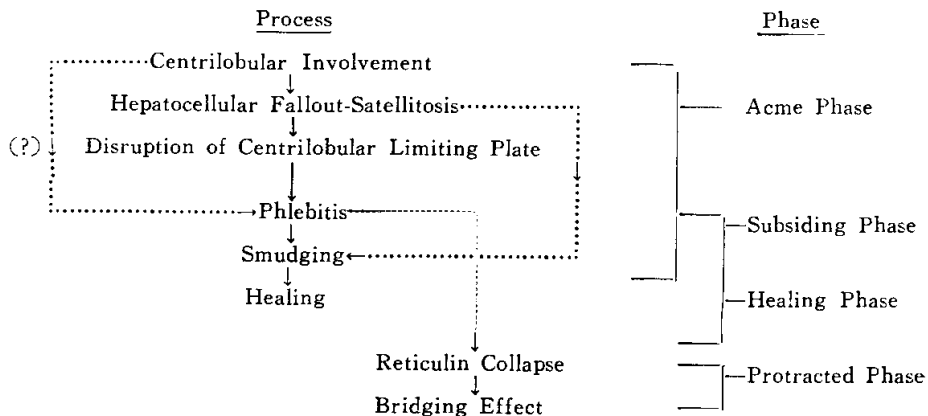 Process Phase
Centrilobular Involvement
Hepatocellular Fallout-Satellitosis
Acme Phase
(?) Disruption of Centrilobular Limiting Plate
Phlebitis
Subsiding Phase
Smudging
Healing
Healing Phase
Reticulin Collapse
Protracted Phase
Bridging Effect